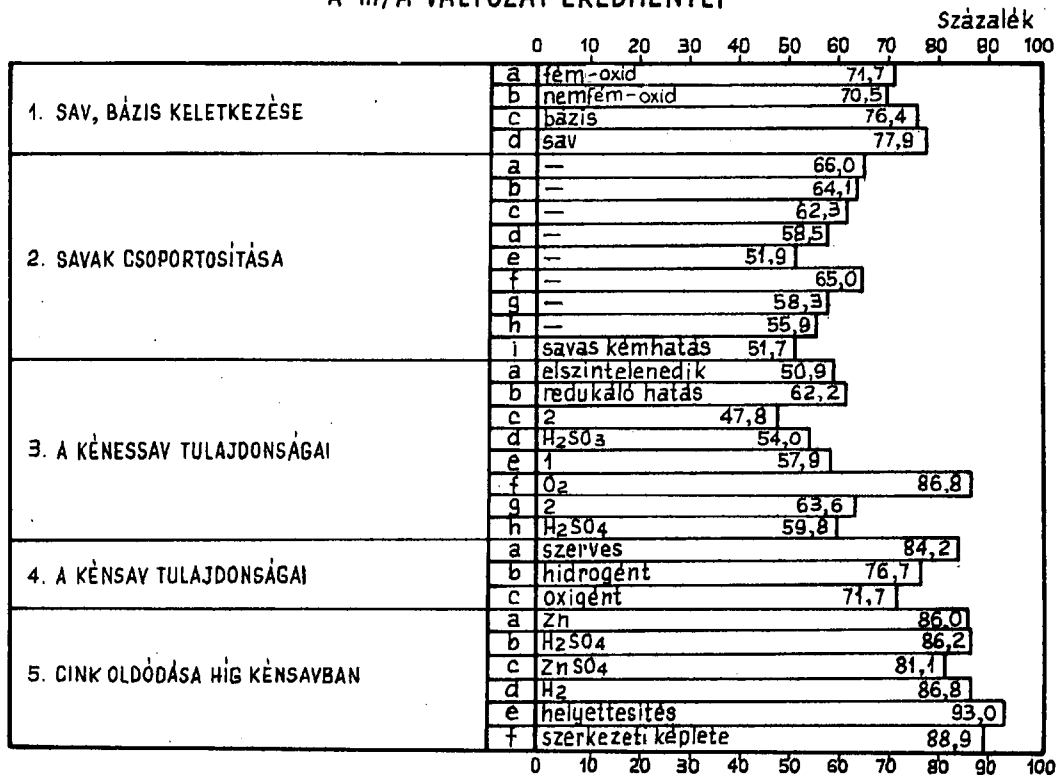 A III/A VÁLTOZAT EREDMÉNYEI
Százalék
0 10 20 30 40 50 60 70 80 90 100
1. SAV, BÁZIS KELETKEZÉSE
a fém-oxid 71,7
b nemfém-oxid 70,5
c bázis 76,4
d sav 77,9
2. SAVAK CSOPORTOSÍTÁSA
a — 66,0
b — 64,1
c — 62,3
d — 58,5
e — 51,9
f — 65,0
g — 58,3
h — 55,9
i savas kémhatás 51,7
3. A KÉNESSAV TULAJDONSÁGAI
a elszintelenedik 50,9
b redukáló hatás 62,2
c 2 47,8
d H₂SO₃ 54,0
e 1 57,9
f O₂ 86,8
g 2 63,6
h H₂SO₄ 59,8
4. A KÉNSAV TULAJDONSÁGAI
a szerves 84,2
b hidrogént 76,7
c oxigént 71,7
5. CINK OLDÓDÁSA HÍG KÉNSAVBAN
a Zn 86,0
b H₂SO₄ 86,2
c ZnSO₄ 81,1
d H₂ 86,8
e helyettesítés 93,0
f szerkezeti képlete 88,9
0 10 20 30 40 50 60 70 80 90 100